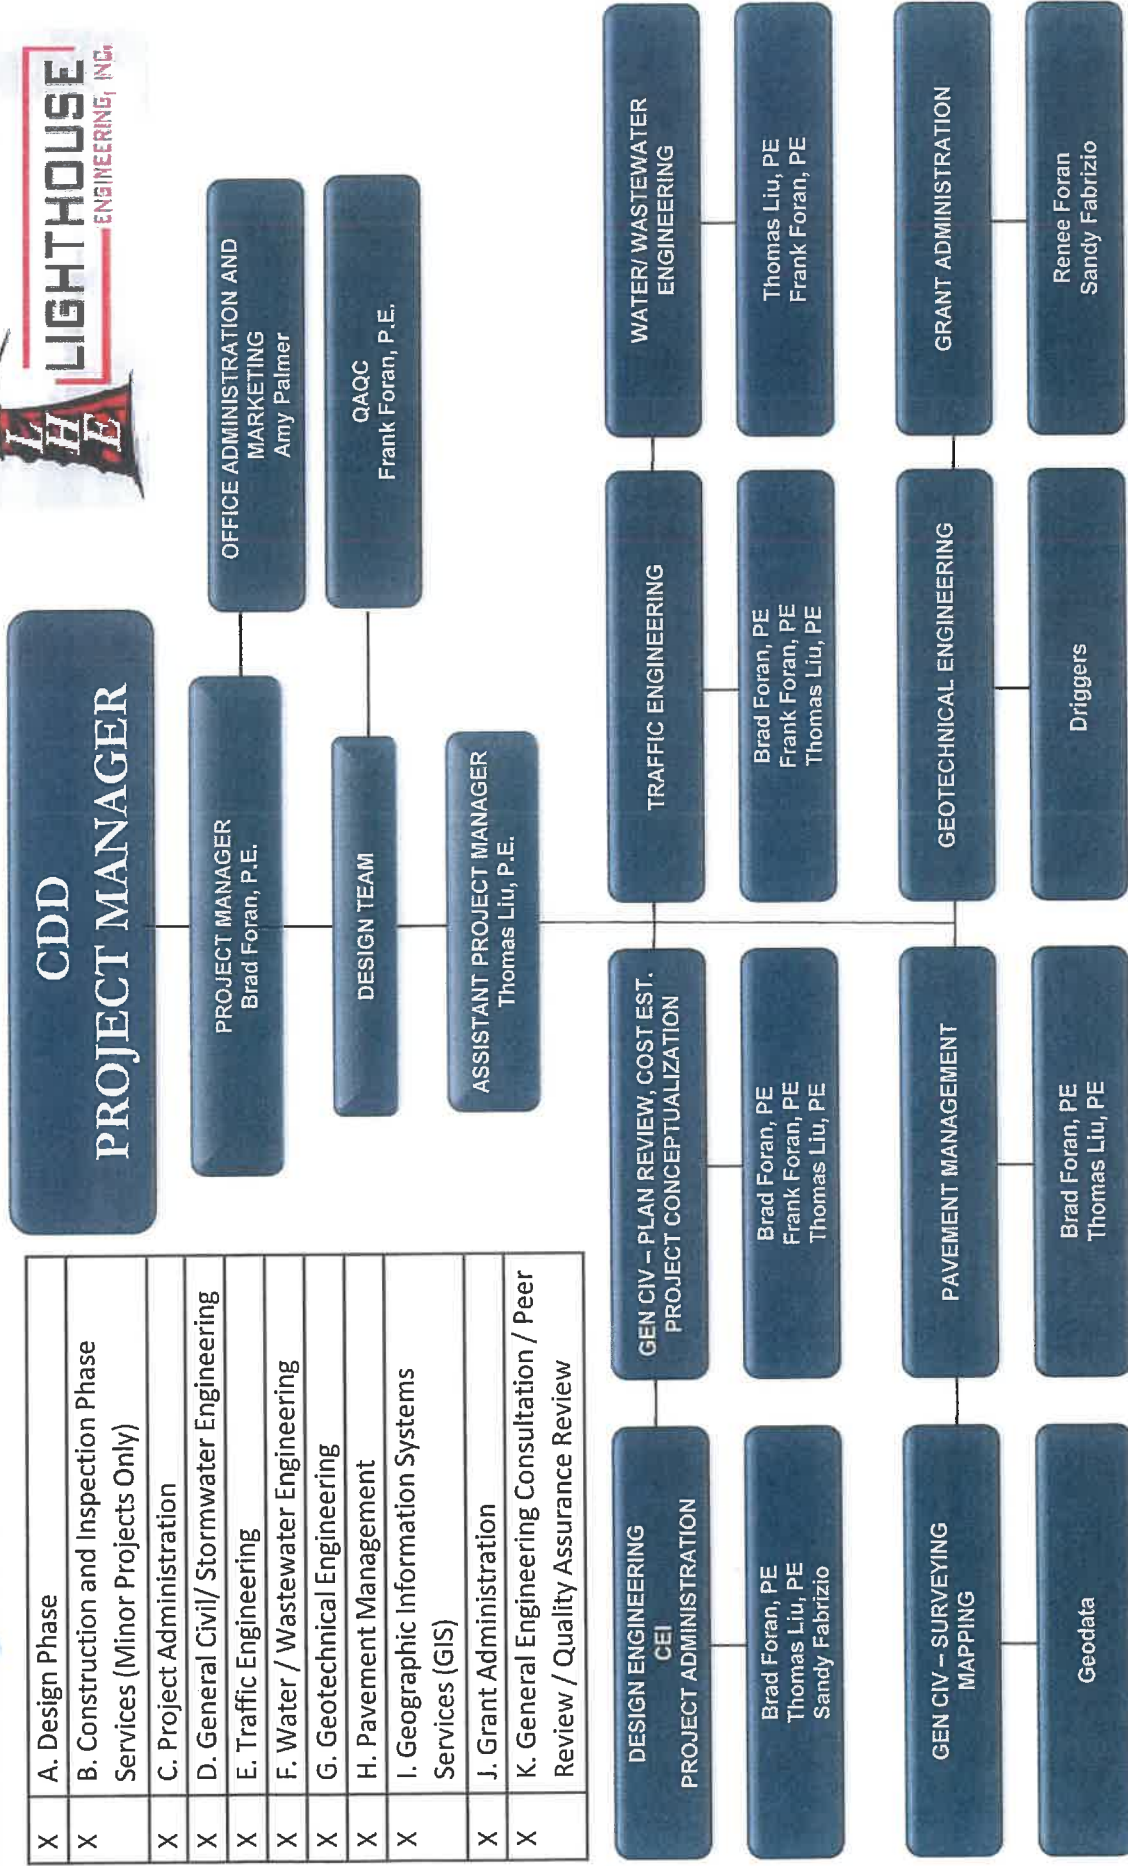 LHE
LIGHTHOUSE
ENGINEERING, INC.
X A. Design Phase
X B. Construction and Inspection Phase
Services (Minor Projects Only)
X C. Project Administration
X D. General Civil/ Stormwater Engineering
X E. Traffic Engineering
X F. Water / Wastewater Engineering
X G. Geotechnical Engineering
X H. Pavement Management
X I. Geographic Information Systems
Services (GIS)
X J. Grant Administration
X K. General Engineering Consultation / Peer
Review / Quality Assurance Review
CDD
PROJECT MANAGER
PROJECT MANAGER
Brad Foran, P.E.
OFFICE ADMINISTRATION AND
MARKETING
Amy Palmer
DESIGN TEAM
QAQC
Frank Foran, P.E.
ASSISTANT PROJECT MANAGER
Thomas Liu, P.E.
DESIGN ENGINEERING
CEI
PROJECT ADMINISTRATION
Brad Foran, PE
Thomas Liu, PE
Sandy Fabrizio
GEN CIV – PLAN REVIEW, COST EST.
PROJECT CONCEPTUALIZATION
Brad Foran, PE
Frank Foran, PE
Thomas Liu, PE
TRAFFIC ENGINEERING
Brad Foran, PE
Frank Foran, PE
Thomas Liu, PE
WATER/ WASTEWATER
ENGINEERING
Thomas Liu, PE
Frank Foran, PE
GEN CIV – SURVEYING
MAPPING
Geodata
PAVEMENT MANAGEMENT
Brad Foran, PE
Thomas Liu, PE
GEOTECHNICAL ENGINEERING
Driggers
GRANT ADMINISTRATION
Renee Foran
Sandy Fabrizio